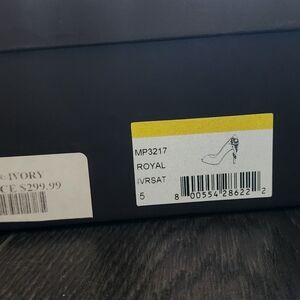 MP3217
ROYAL
IVRSAT
5
8 00554 28622 2
IVORY
CE $299.99